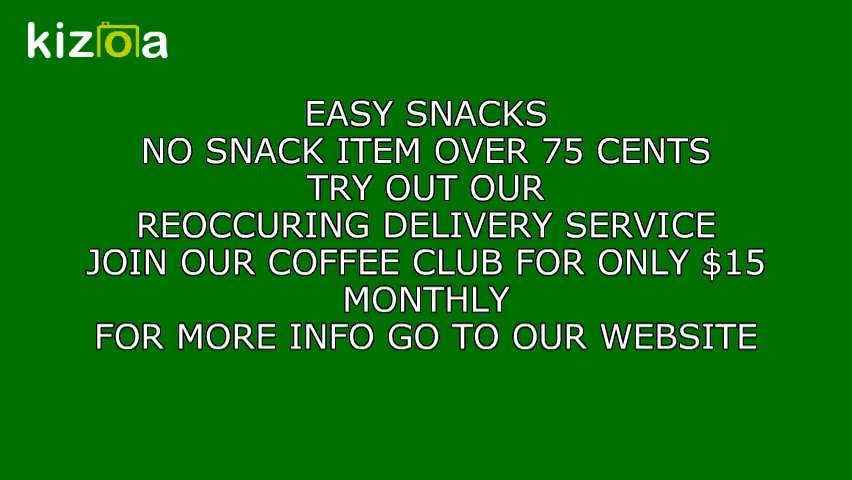 kizoa
EASY SNACKS
NO SNACK ITEM OVER 75 CENTS
TRY OUT OUR
REOCCURING DELIVERY SERVICE
JOIN OUR COFFEE CLUB FOR ONLY $15
MONTHLY
FOR MORE INFO GO TO OUR WEBSITE